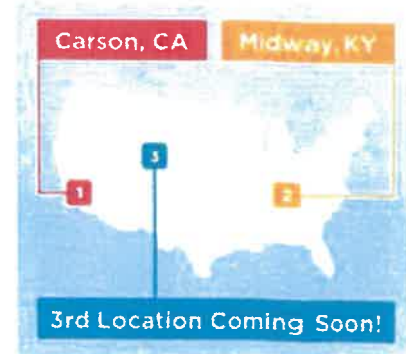 Carson, CA
Midway, KY
3
1
2
3rd Location Coming Soon!